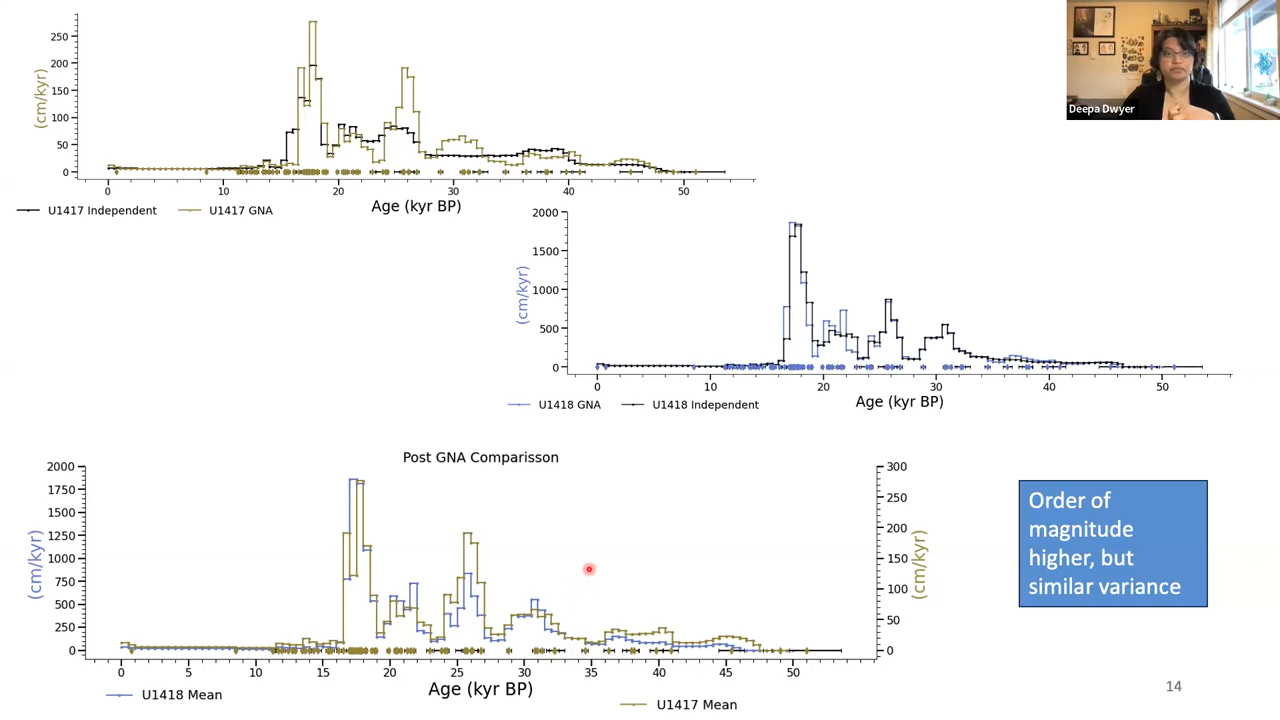 250
200
150
100
50
0
(cm/kyr)
10
20
30
40
50
Age (kyr BP)
U1417 Independent
U1417 GNA
Deepa Dwyer
2000
1500
1000
500
0
(cm/kyr)
0
10
20
30
40
50
Age (kyr BP)
U1418 GNA
U1418 Independent
Post GNA Comparisson
2000
1750
1500
1250
1000
750
500
250
0
(cm/kyr)
300
250
200
150
100
50
0
(cm/kyr)
0
5
10
15
20
25
30
35
40
45
50
Age (kyr BP)
U1418 Mean
U1417 Mean
Order of
magnitude
higher, but
similar variance
14